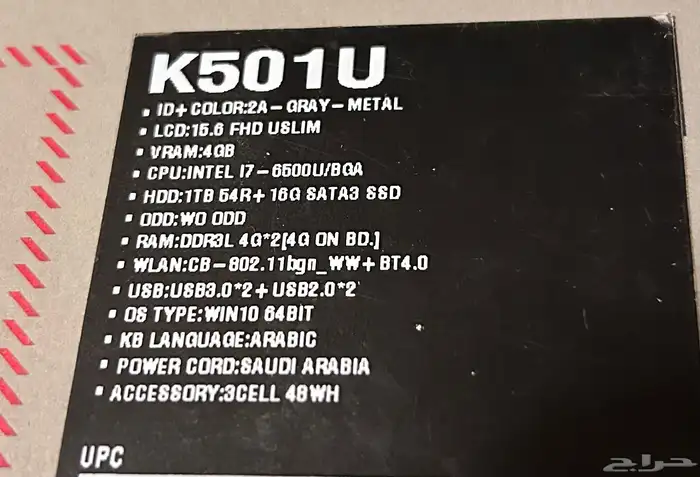 K501U
▪ ID+ COLOR:2A-GRAY-METAL
▪ LCD:15.6 FHD USLIM
▪ VRAM:4GB
▪ CPU:INTEL I7-6500U/BGA
▪ HDD:1TB 54R+ 16G SATA3 SSD
▪ ODD:WO ODD
▪ RAM:DDR3L 4G*2[4G ON BD.]
▪ WLAN:CB-802.11bgn_WW+BT4.0
▪ USB:USB3.0*2+USB2.0*2
▪ OS TYPE:WIN10 64BIT
▪ KB LANGUAGE:ARABIC
▪ POWER CORD:SAUDI ARABIA
▪ ACCESSORY:3CELL 48WH
UPC
حراج